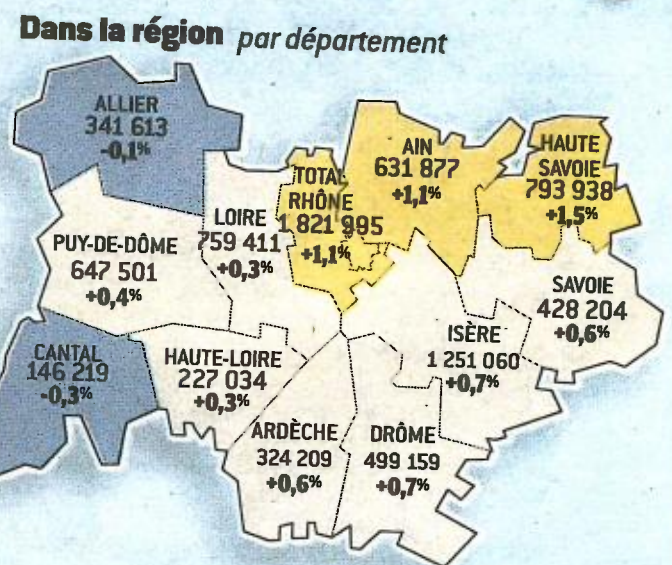 Dans la région par département
ALLIER
341 613
-0,1%
AIN
631 877
+1,1%
HAUTE
SAVOIE
793 938
+1,5%
TOTAL
RHÔNE
1 821 995
+1,1%
LOIRE
759 411
+0,3%
PUY-DE-DÔME
647 501
+0,4%
SAVOIE
428 204
+0,6%
ISÈRE
1 251 060
+0,7%
CANTAL
146 219
-0,3%
HAUTE-LOIRE
227 034
+0,3%
ARDÈCHE
324 209
+0,6%
DRÔME
499 159
+0,7%